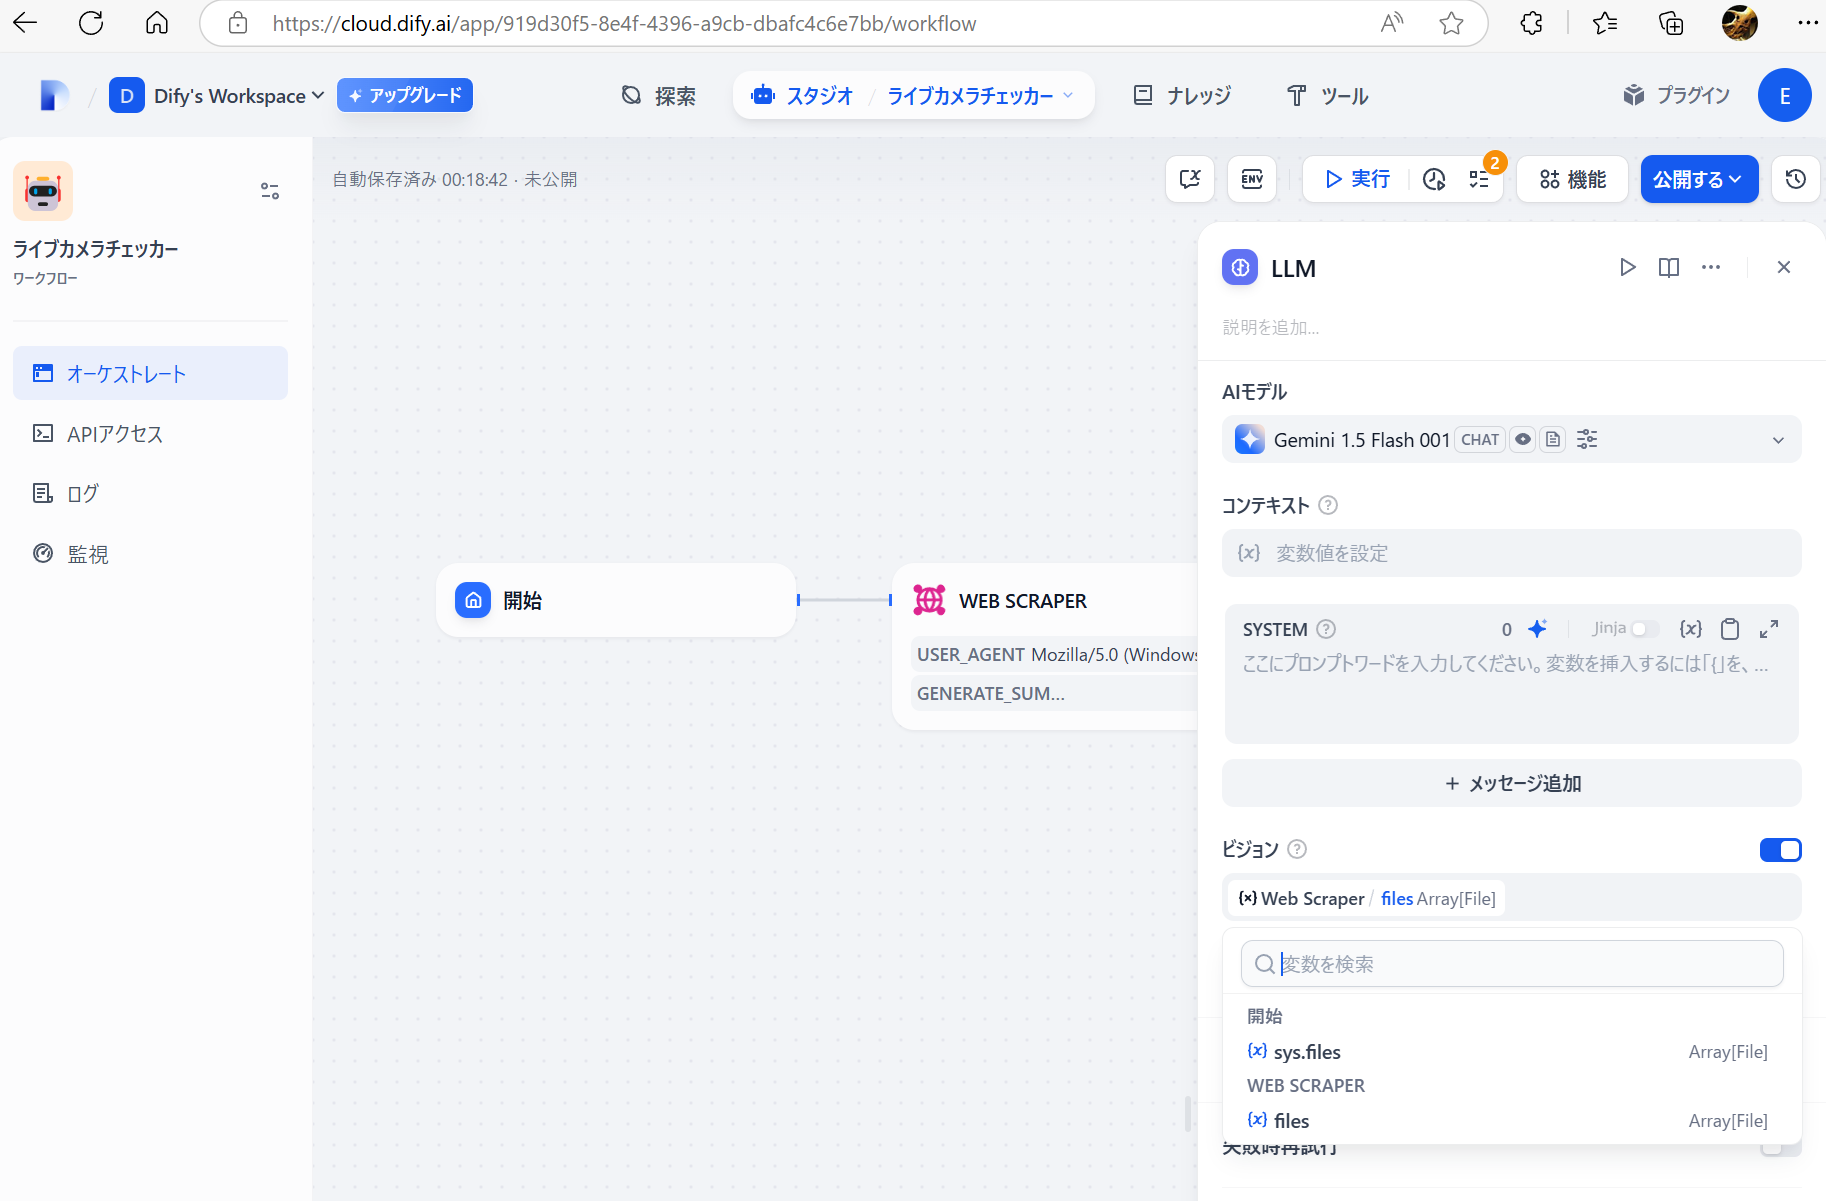 https://cloud.dify.ai/app/919d30f5-8e4f-4396-a9cb-dbafc4c6e7bb/workflow
D Dify's Workspace アップグレード 探索 スタジオ / ライブカメラチェッカー ナレッジ ツール プラグイン E
自動保存済み 00:18:42 · 未公開
ENV 実行 2 機能 公開する
ライブカメラチェッカー
ワークフロー
オーケストレート
APIアクセス
ログ
監視
開始
WEB SCRAPER
USER_AGENT Mozilla/5.0 (Windows
GENERATE_SUM...
LLM
説明を追加...
AIモデル
Gemini 1.5 Flash 001 CHAT
コンテキスト
{x} 変数値を設定
SYSTEM 0 Jinja {x}
ここにプロンプトワードを入力してください。変数を挿入するには「{」を、...
+ メッセージ追加
ビジョン
{x} Web Scraper / files Array[File]
変数を検索
開始
{x} sys.files Array[File]
WEB SCRAPER
{x} files Array[File]
失敗時再試行